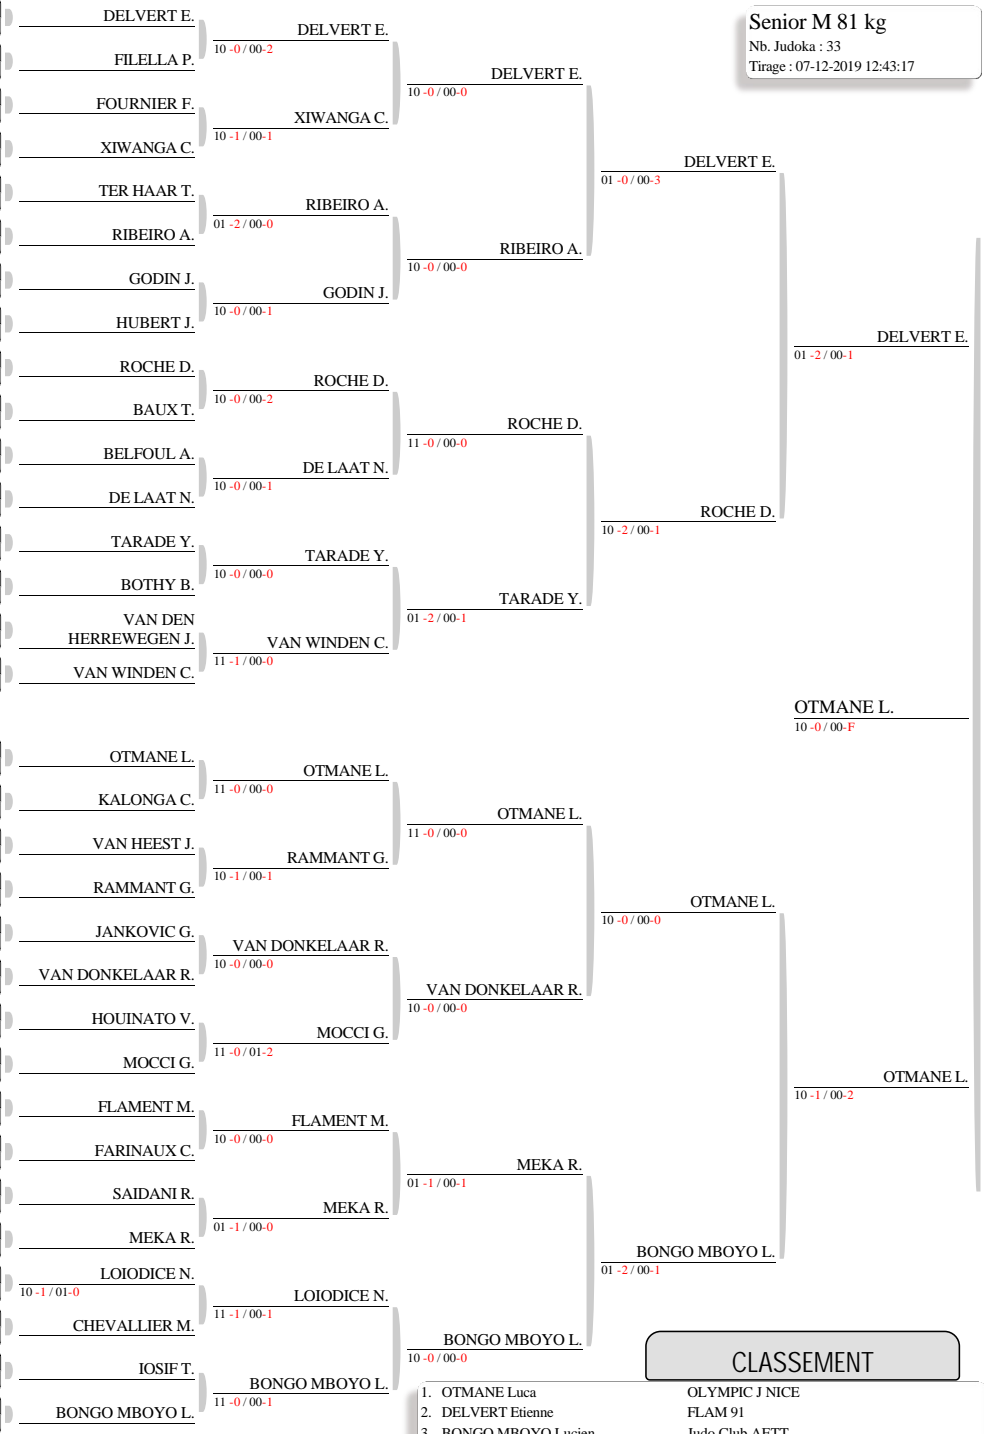 Senior M 81 kg
Nb. Judoka : 33
Tirage : 07-12-2019 12:43:17
DELVERT E.
FILELLA P.
FOURNIER F.
XIWANGA C.
TER HAAR T.
RIBEIRO A.
GODIN J.
HUBERT J.
ROCHE D.
BAUX T.
BELFOUL A.
DE LAAT N.
TARADE Y.
BOTHY B.
VAN DEN
HERREWEGEN J.
VAN WINDEN C.
OTMANE L.
KALONGA C.
VAN HEEST J.
RAMMANT G.
JANKOVIC G.
VAN DONKELAAR R.
HOUINATO V.
MOCCI G.
FLAMENT M.
FARINAUX C.
SAIDANI R.
MEKA R.
LOIODICE N.
10 -1 / 01-0
CHEVALLIER M.
IOSIF T.
BONGO MBOYO L.
DELVERT E.
10 -0 / 00-2
XIWANGA C.
10 -1 / 00-1
RIBEIRO A.
01 -2 / 00-0
GODIN J.
10 -0 / 00-1
ROCHE D.
10 -0 / 00-2
DE LAAT N.
10 -0 / 00-1
TARADE Y.
10 -0 / 00-0
VAN WINDEN C.
11 -1 / 00-0
OTMANE L.
11 -0 / 00-0
RAMMANT G.
10 -1 / 00-1
VAN DONKELAAR R.
10 -0 / 00-0
MOCCI G.
11 -0 / 01-2
FLAMENT M.
10 -0 / 00-0
MEKA R.
01 -1 / 00-0
LOIODICE N.
11 -1 / 00-1
BONGO MBOYO L.
11 -0 / 00-1
DELVERT E.
10 -0 / 00-0
RIBEIRO A.
10 -0 / 00-0
ROCHE D.
11 -0 / 00-0
TARADE Y.
01 -2 / 00-1
OTMANE L.
11 -0 / 00-0
VAN DONKELAAR R.
10 -0 / 00-0
MEKA R.
01 -1 / 00-1
BONGO MBOYO L.
10 -0 / 00-0
DELVERT E.
01 -0 / 00-3
ROCHE D.
10 -2 / 00-1
OTMANE L.
10 -0 / 00-0
BONGO MBOYO L.
01 -2 / 00-1
DELVERT E.
01 -2 / 00-1
OTMANE L.
10 -0 / 00-F
OTMANE L.
10 -1 / 00-2
CLASSEMENT
1. OTMANE Luca OLYMPIC J NICE
2. DELVERT Etienne FLAM 91
3. BONGO MBOYO Lucien Judo Club AETT